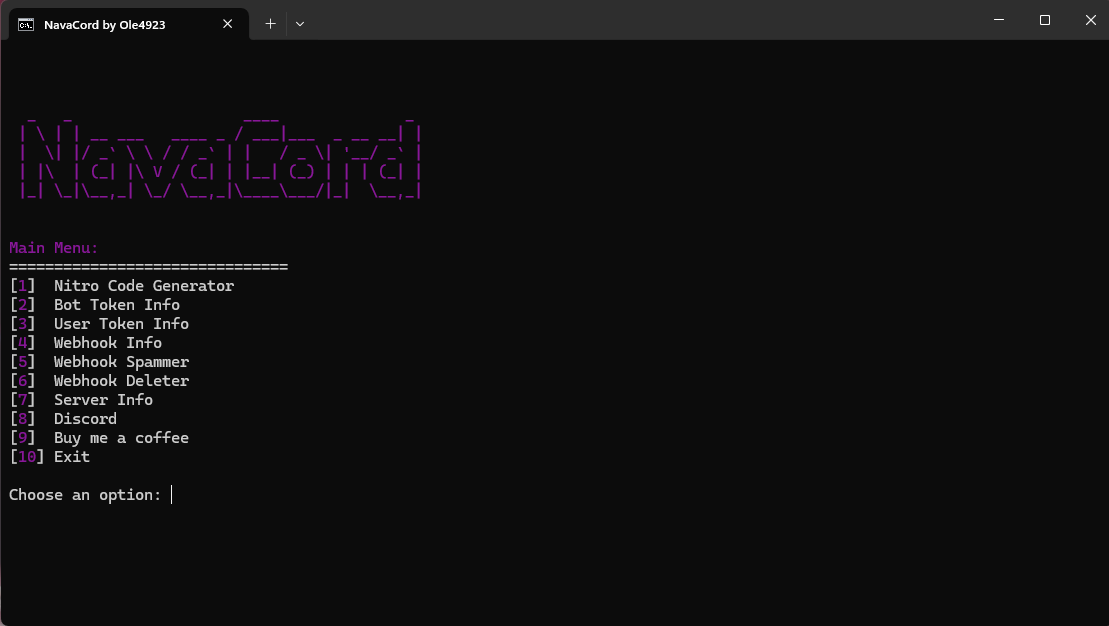 NavaCord by Ole4923
NavaCord
Main Menu:
===============================
[1]  Nitro Code Generator
[2]  Bot Token Info
[3]  User Token Info
[4]  Webhook Info
[5]  Webhook Spammer
[6]  Webhook Deleter
[7]  Server Info
[8]  Discord
[9]  Buy me a coffee
[10] Exit
Choose an option: